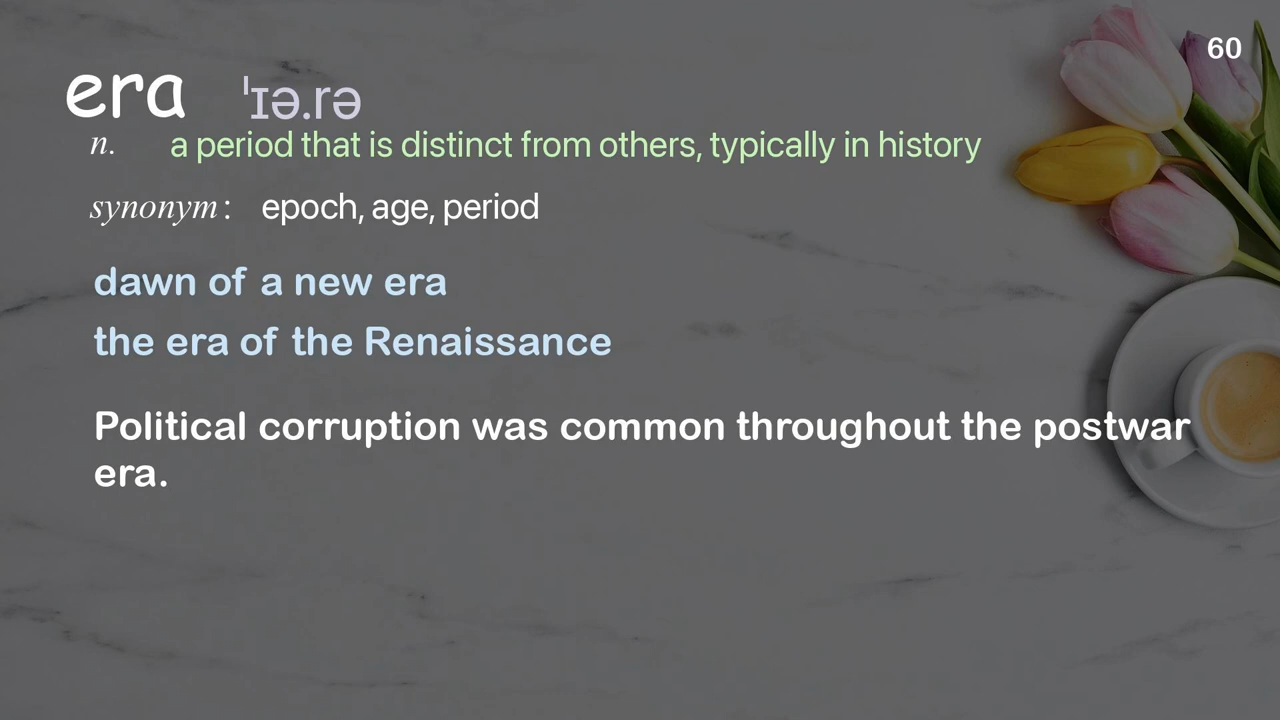 60
era ˈɪə.rə
n. a period that is distinct from others, typically in history
synonym : epoch, age, period
dawn of a new era
the era of the Renaissance
Political corruption was common throughout the postwar
era.